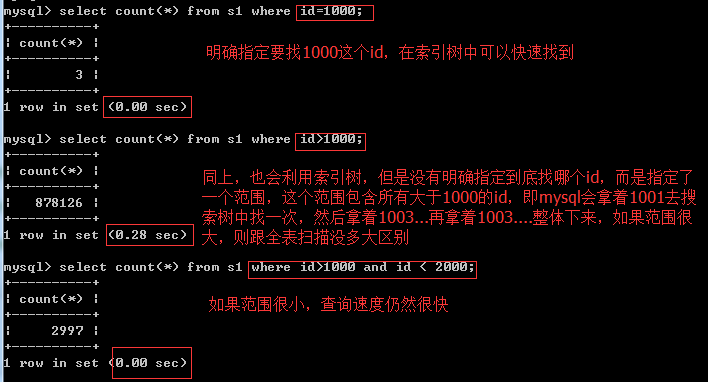 mysql> select count(*) from s1 where id=1000;
+----------+
¦ count(*) ¦
+----------+
¦        3 ¦
+----------+
1 row in set (0.00 sec)
明确指定要找1000这个id，在索引树中可以快速找到
mysql> select count(*) from s1 where id>1000;
+----------+
¦ count(*) ¦
+----------+
¦   878126 ¦
+----------+
1 row in set (0.28 sec)
同上，也会利用索引树，但是没有明确指定到底找哪个id，而是指定了
一个范围，这个范围包含所有大于1000的id，即mysql会拿着1001去搜
索树中找一次，然后拿着1003...再拿着1003....整体下来，如果范围很
大，则跟全表扫描没多大区别
mysql> select count(*) from s1 where id>1000 and id < 2000;
+----------+
¦ count(*) ¦
+----------+
¦     2997 ¦
+----------+
1 row in set (0.00 sec)
如果范围很小，查询速度仍然很快